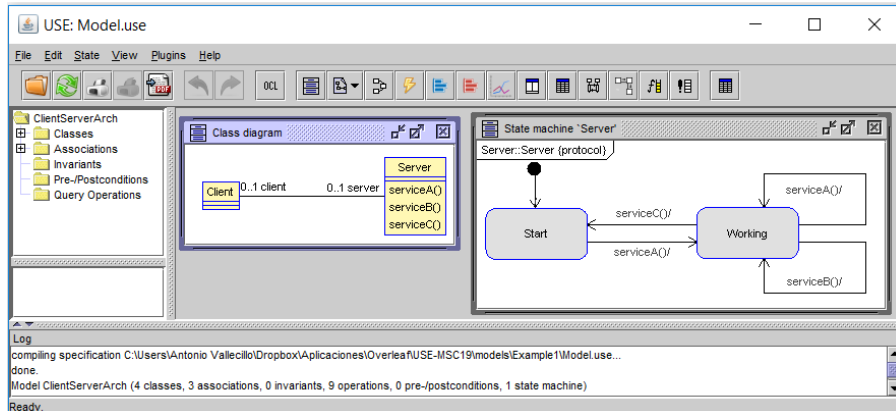 USE: Model.use
File Edit State View Plugins Help
PDF
OCL
ClientServerArch
Classes
Associations
Invariants
Pre-/Postconditions
Query Operations
Class diagram
Client
0..1 client
0..1 server
Server
serviceA()
serviceB()
serviceC()
State machine 'Server'
Server::Server {protocol}
Start
serviceC()/
serviceA()/
Working
serviceA()/
serviceB()/
Log
compiling specification C:\Users\Antonio Vallecillo\Dropbox\Aplicaciones\Overleaf\USE-MSC19\models\Example1\Model.use...
done.
Model ClientServerArch (4 classes, 3 associations, 0 invariants, 9 operations, 0 pre-/postconditions, 1 state machine)
Ready.